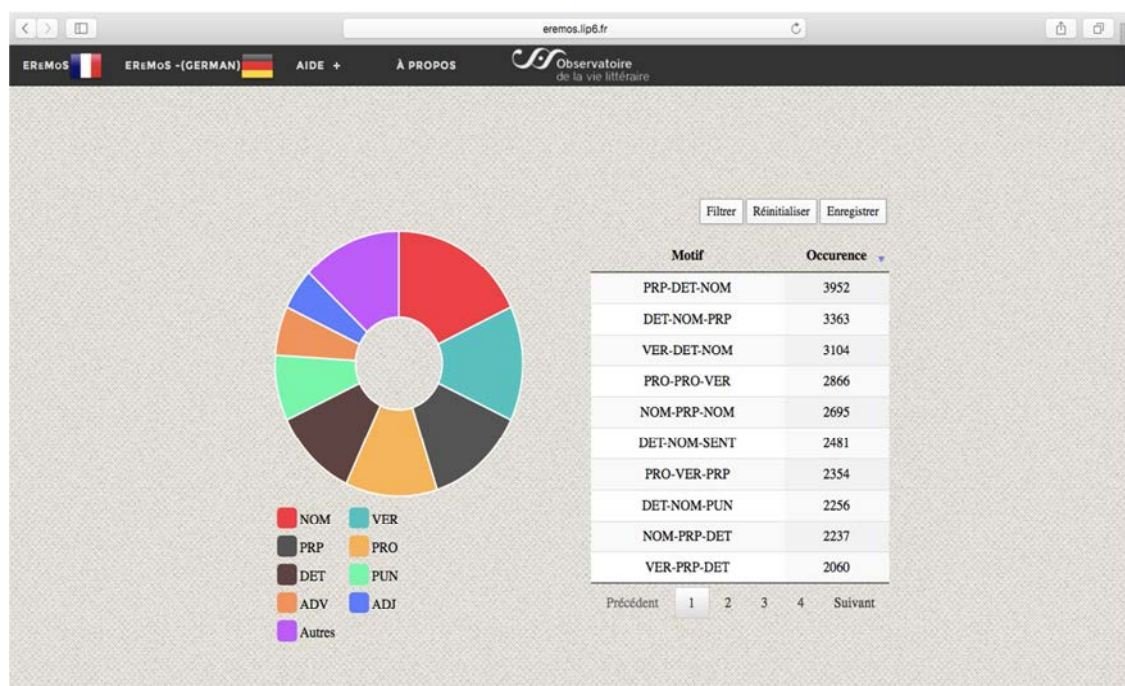 eremos.lip6.fr
EREMOS EREMOS -(GERMAN) AIDE + À PROPOS Observatoire
de la vie littéraire
Filtrer Réinitialiser Enregistrer
Motif Occurence
PRP-DET-NOM 3952
DET-NOM-PRP 3363
VER-DET-NOM 3104
PRO-PRO-VER 2866
NOM-PRP-NOM 2695
DET-NOM-SENT 2481
PRO-VER-PRP 2354
DET-NOM-PUN 2256
NOM-PRP-DET 2237
VER-PRP-DET 2060
Précédent 1 2 3 4 Suivant
NOM VER
PRP PRO
DET PUN
ADV ADJ
Autres